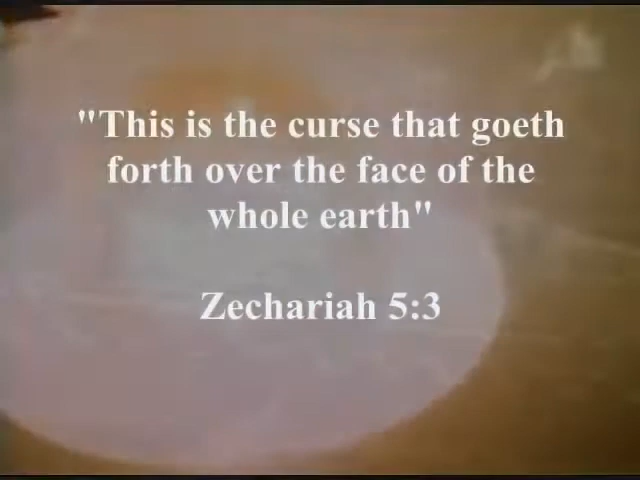 "This is the curse that goeth
forth over the face of the
whole earth"
Zechariah 5:3